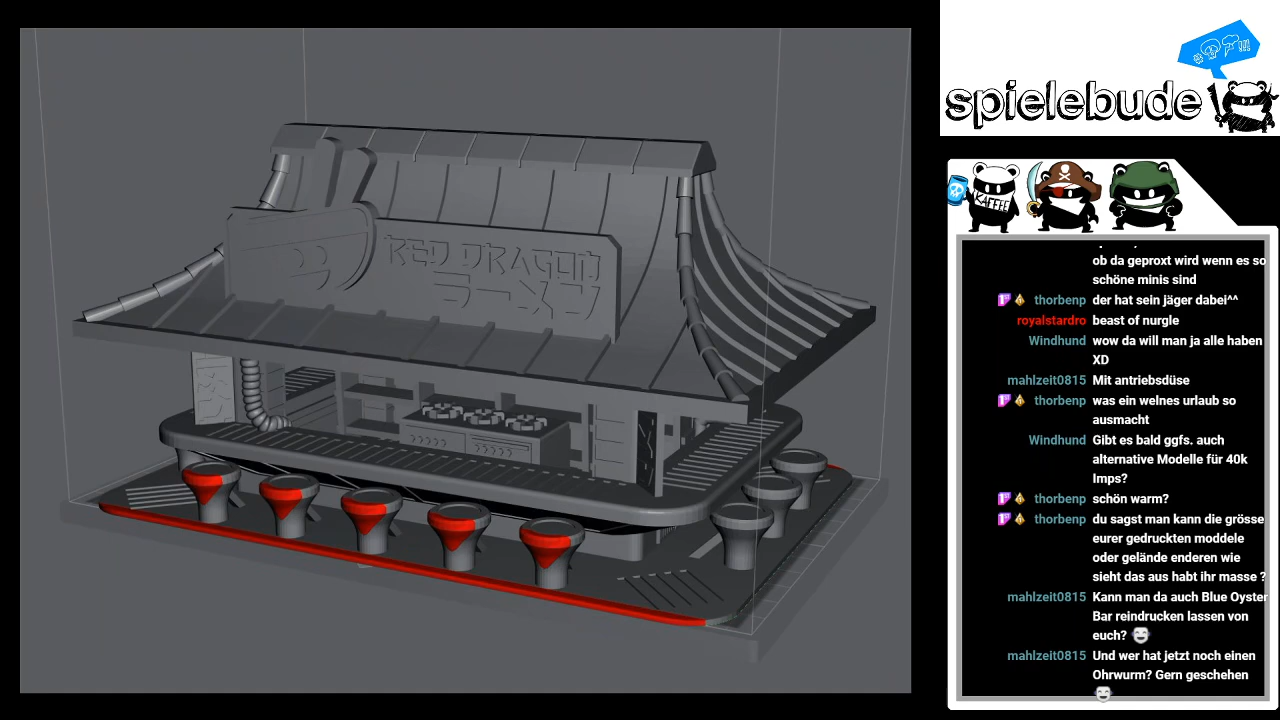 spielebude
KAFFEE
RED DRAGON
ラーメン
ob da geproxt wird wenn es so
schöne minis sind
thorbenp der hat sein jäger dabei^^
royalstardro beast of nurgle
Windhund wow da will man ja alle haben
XD
mahlzeit0815 Mit antriebsdüse
thorbenp was ein welnes urlaub so
ausmacht
Windhund Gibt es bald ggfs. auch
alternative Modelle für 40k
Imps?
thorbenp schön warm?
thorbenp du sagst man kann die grösse
eurer gedruckten moddele
oder gelände enderen wie
sieht das aus habt ihr masse ?
mahlzeit0815 Kann man da auch Blue Oyster
Bar reindrucken lassen von
euch?
mahlzeit0815 Und wer hat jetzt noch einen
Ohrwurm? Gern geschehen